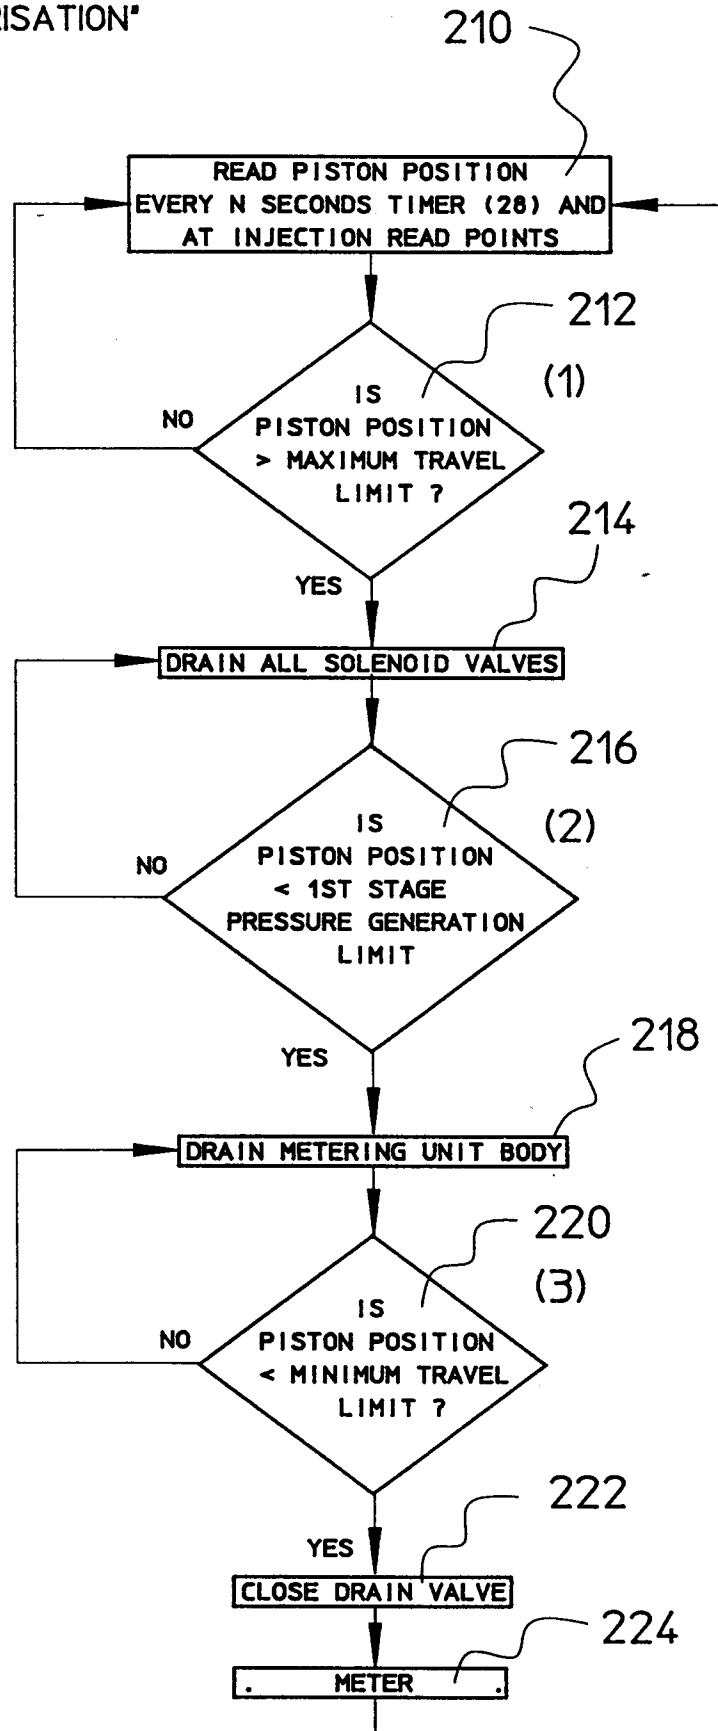 RISATION"
210
READ PISTON POSITION
EVERY N SECONDS TIMER (28) AND
AT INJECTION READ POINTS
212
(1)
IS
PISTON POSITION
> MAXIMUM TRAVEL
LIMIT ?
NO
YES
214
DRAIN ALL SOLENOID VALVES
216
(2)
IS
PISTON POSITION
< 1ST STAGE
PRESSURE GENERATION
LIMIT
NO
YES
218
DRAIN METERING UNIT BODY
220
(3)
IS
PISTON POSITION
< MINIMUM TRAVEL
LIMIT ?
NO
YES
222
CLOSE DRAIN VALVE
224
. METER .